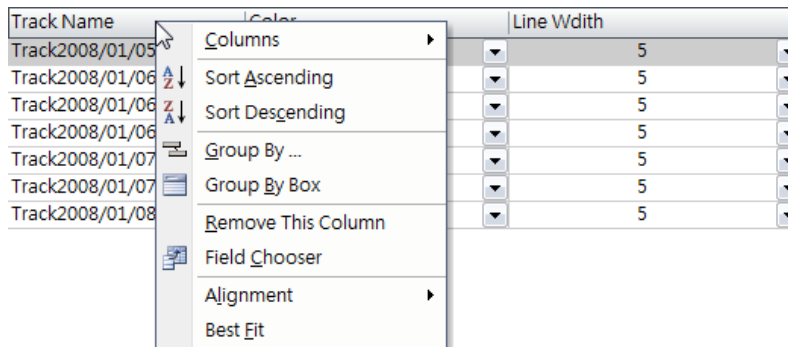 Track Name Color Line Wdith
Track2008/01/05 5
Track2008/01/06 5
Track2008/01/06 5
Track2008/01/06 5
Track2008/01/07 5
Track2008/01/07 5
Track2008/01/08 5
Columns
Sort Ascending
Sort Descending
Group By ...
Group By Box
Remove This Column
Field Chooser
Alignment
Best Fit